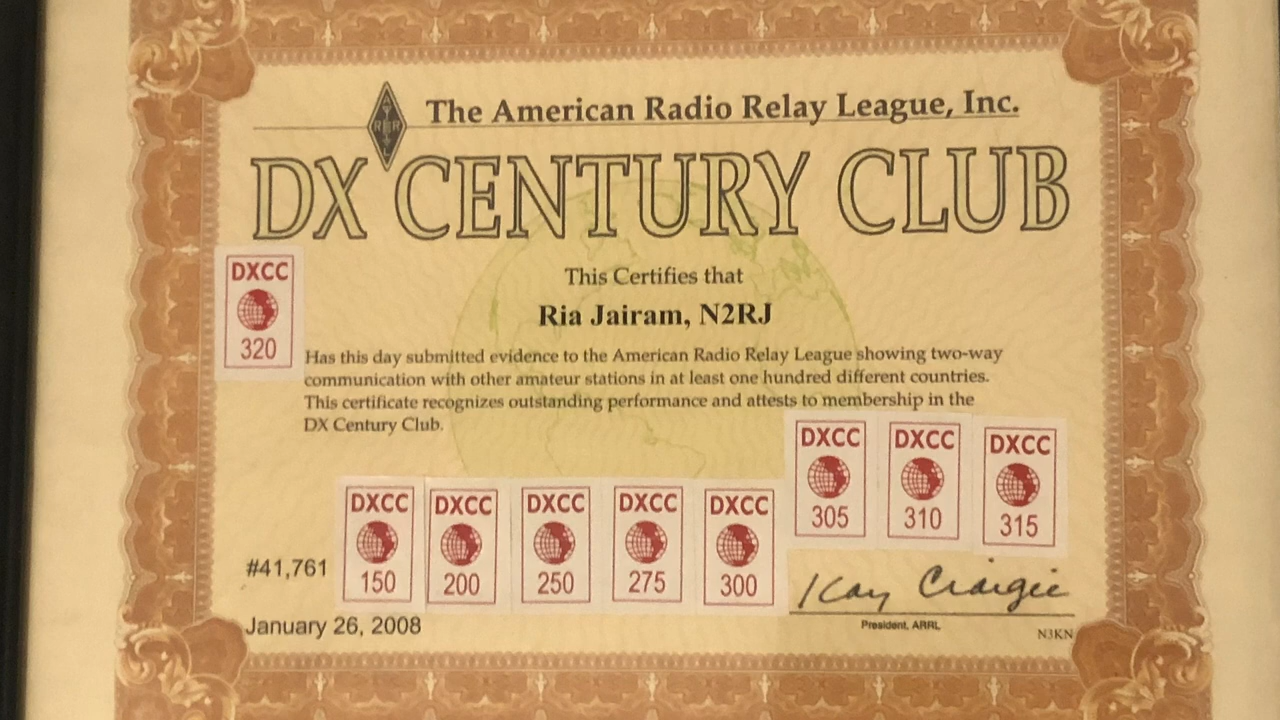 The American Radio Relay League, Inc.
ARRL
DX CENTURY CLUB
This Certifies that
Ria Jairam, N2RJ
DXCC
320
Has this day submitted evidence to the American Radio Relay League showing two-way
communication with other amateur stations in at least one hundred different countries.
This certificate recognizes outstanding performance and attests to membership in the
DX Century Club.
DXCC
305
DXCC
310
DXCC
315
DXCC
150
DXCC
200
DXCC
250
DXCC
275
DXCC
300
#41,761
January 26, 2008
Kay Craigie
President, ARRL
N3KN